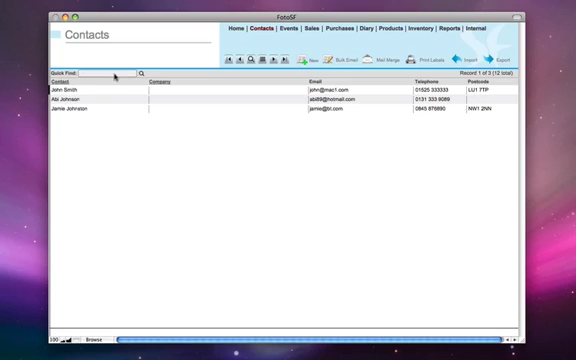 FotoSF
Contacts
Home | Contacts | Events | Sales | Purchases | Diary | Products | Inventory | Reports | Internal
New Bulk Email Mail Merge Print Labels Import Export
Quick Find: Record 1 of 3 (12 total)
Contact Company Email Telephone Postcode
John Smith john@mac1.com 01525 333333 LU1 7TP
Abi Johnson abi89@hotmail.com 0131 333 9089
Jamie Johnston jamie@bt.com 0845 878890 NW1 2NN
100 Browse